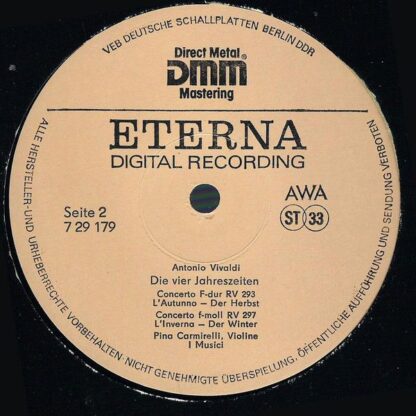 VEB DEUTSCHE SCHALLPLATTEN BERLIN DDR
Direct Metal
DMM®
Mastering
ETERNA
DIGITAL RECORDING
Seite 2
7 29 179
AWA
ST 33
Antonio Vivaldi
Die vier Jahreszeiten
Concerto F-dur RV 293
L'Autunno – Der Herbst
Concerto f-moll RV 297
L'Inverna – Der Winter
Pina Carmirelli, Violine
I Musici
ALLE HERSTELLER-UND URHEBERRECHTE VORBEHALTEN·NICHT GENEHMIGTE ÜBERSPIELUNG, ÖFFENTLICHE AUFFÜHRUNG UND SENDUNG VERBOTEN